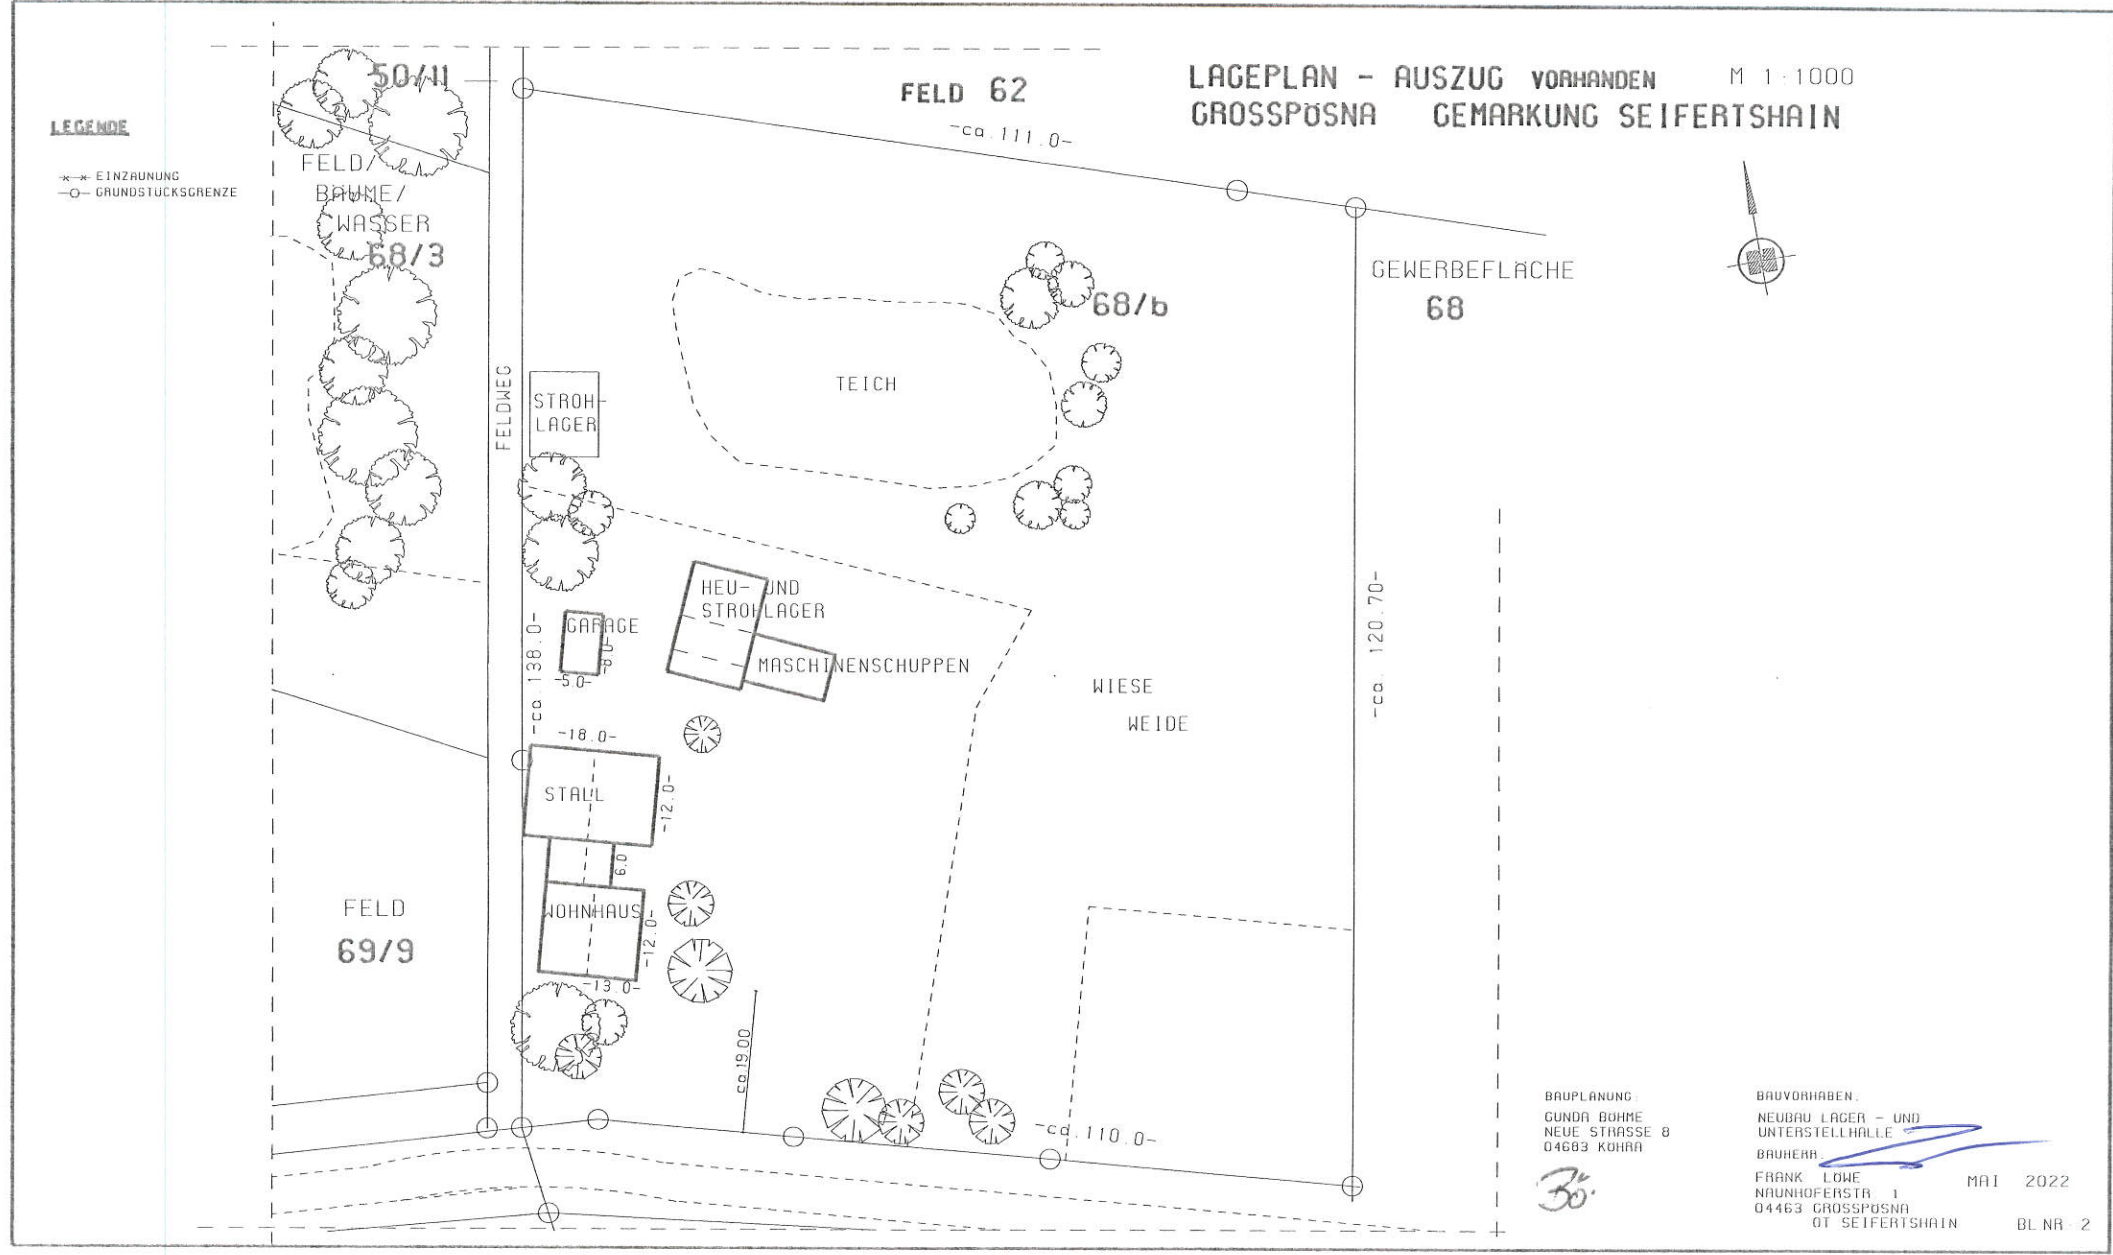 LAGEPLAN - AUSZUG VORHANDEN M 1:1000
GROSSPÖSNA GEMARKUNG SEIFERTSHAIN
LEGENDE
EINZAUNUNG
GRUNDSTÜCKSGRENZE
50/11
FELD/
BÄUME/
WASSER
68/3
FELD 62
-ca.111.0-
GEWERBEFLÄCHE
68
68/b
TEICH
FELDWEG
STROH-
LAGER
HEU- UND
STROHLAGER
GARAGE
-8.0-
-5.0-
MASCHINENSCHUPPEN
-ca.138.0-
WIESE
WEIDE
-ca. 120.70-
-18.0-
STALL
-12.0-
6.0
WOHNHAUS
-12.0-
-13.0-
FELD
69/9
ca.19.00
-ca.110.0-
BAUPLANUNG:
GUNDA BÖHME
NEUE STRASSE 8
04683 KÖHRA
Bö.
BAUVORHABEN:
NEUBAU LAGER - UND
UNTERSTELLHALLE
BAUHERR:
FRANK LÖWE
NAUNHOFERSTR 1
04463 GROSSPÖSNA
OT SEIFERTSHAIN
MAI 2022
BL.NR. 2